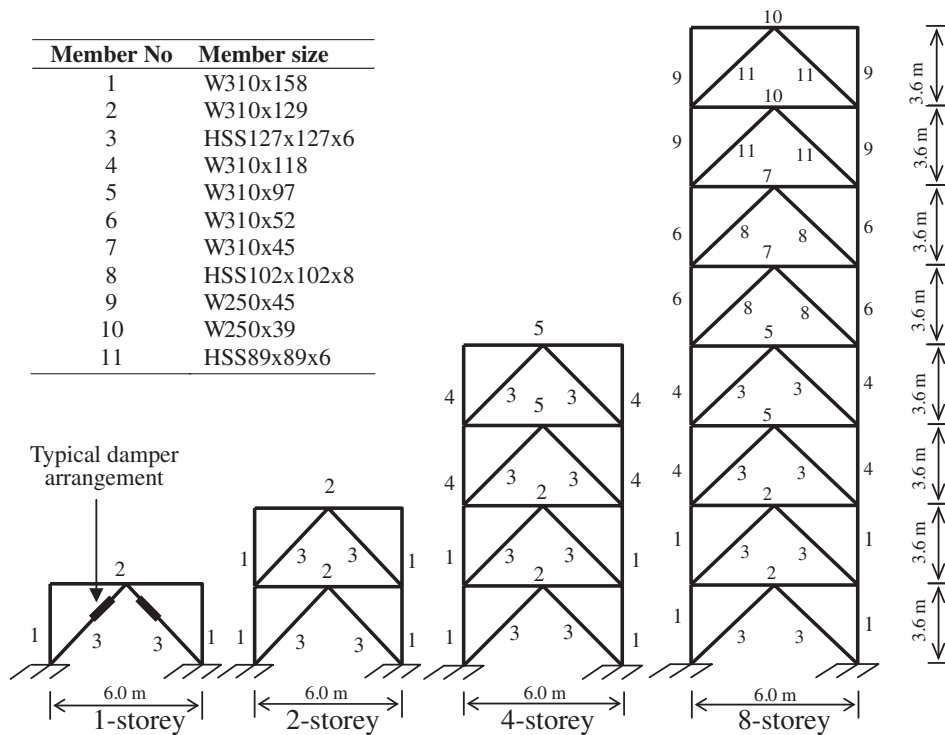 Member No Member size
1 W310x158
2 W310x129
3 HSS127x127x6
4 W310x118
5 W310x97
6 W310x52
7 W310x45
8 HSS102x102x8
9 W250x45
10 W250x39
11 HSS89x89x6
Typical damper
arrangement
2
1 3 3 1
6.0 m
1-storey
2
1 3 3 1
2
1 3 3 1
6.0 m
2-storey
5
4 3 3 4
5
4 3 3 4
2
1 3 3 1
2
1 3 3 1
6.0 m
4-storey
10
9 11 11 9
10
9 11 11 9
7
6 8 8 6
7
6 8 8 6
5
4 3 3 4
5
4 3 3 4
2
1 3 3 1
2
1 3 3 1
6.0 m
8-storey
3.6 m
3.6 m
3.6 m
3.6 m
3.6 m
3.6 m
3.6 m
3.6 m